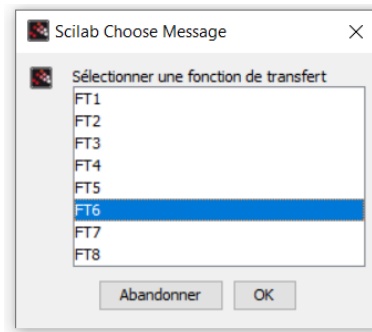 Scilab Choose Message
Sélectionner une fonction de transfert
FT1
FT2
FT3
FT4
FT5
FT6
FT7
FT8
Abandonner
OK